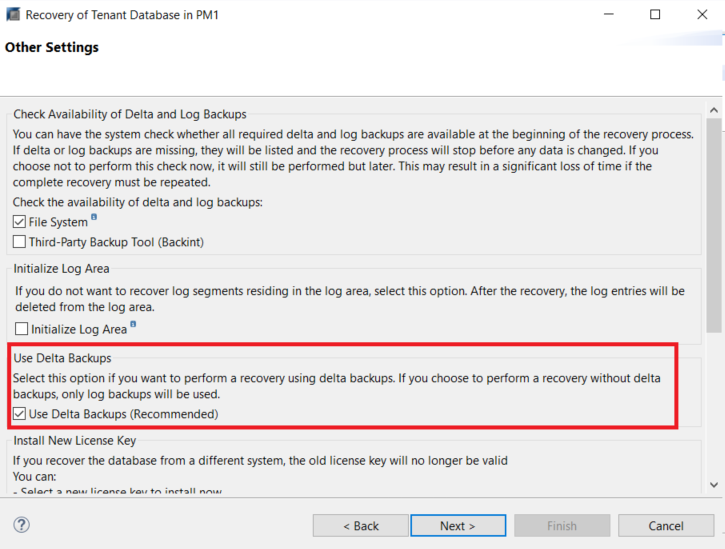 Recovery of Tenant Database in PM1
Other Settings
Check Availability of Delta and Log Backups
You can have the system check whether all required delta and log backups are available at the beginning of the recovery process.
If delta or log backups are missing, they will be listed and the recovery process will stop before any data is changed. If you
choose not to perform this check now, it will still be performed but later. This may result in a significant loss of time if the
complete recovery must be repeated.
Check the availability of delta and log backups:
File System
Third-Party Backup Tool (Backint)
Initialize Log Area
If you do not want to recover log segments residing in the log area, select this option. After the recovery, the log entries will be
deleted from the log area.
Initialize Log Area
Use Delta Backups
Select this option if you want to perform a recovery using delta backups. If you choose to perform a recovery without delta
backups, only log backups will be used.
Use Delta Backups (Recommended)
Install New License Key
If you recover the database from a different system, the old license key will no longer be valid
You can:
- Select a new license key to install now
?
< Back
Next >
Finish
Cancel